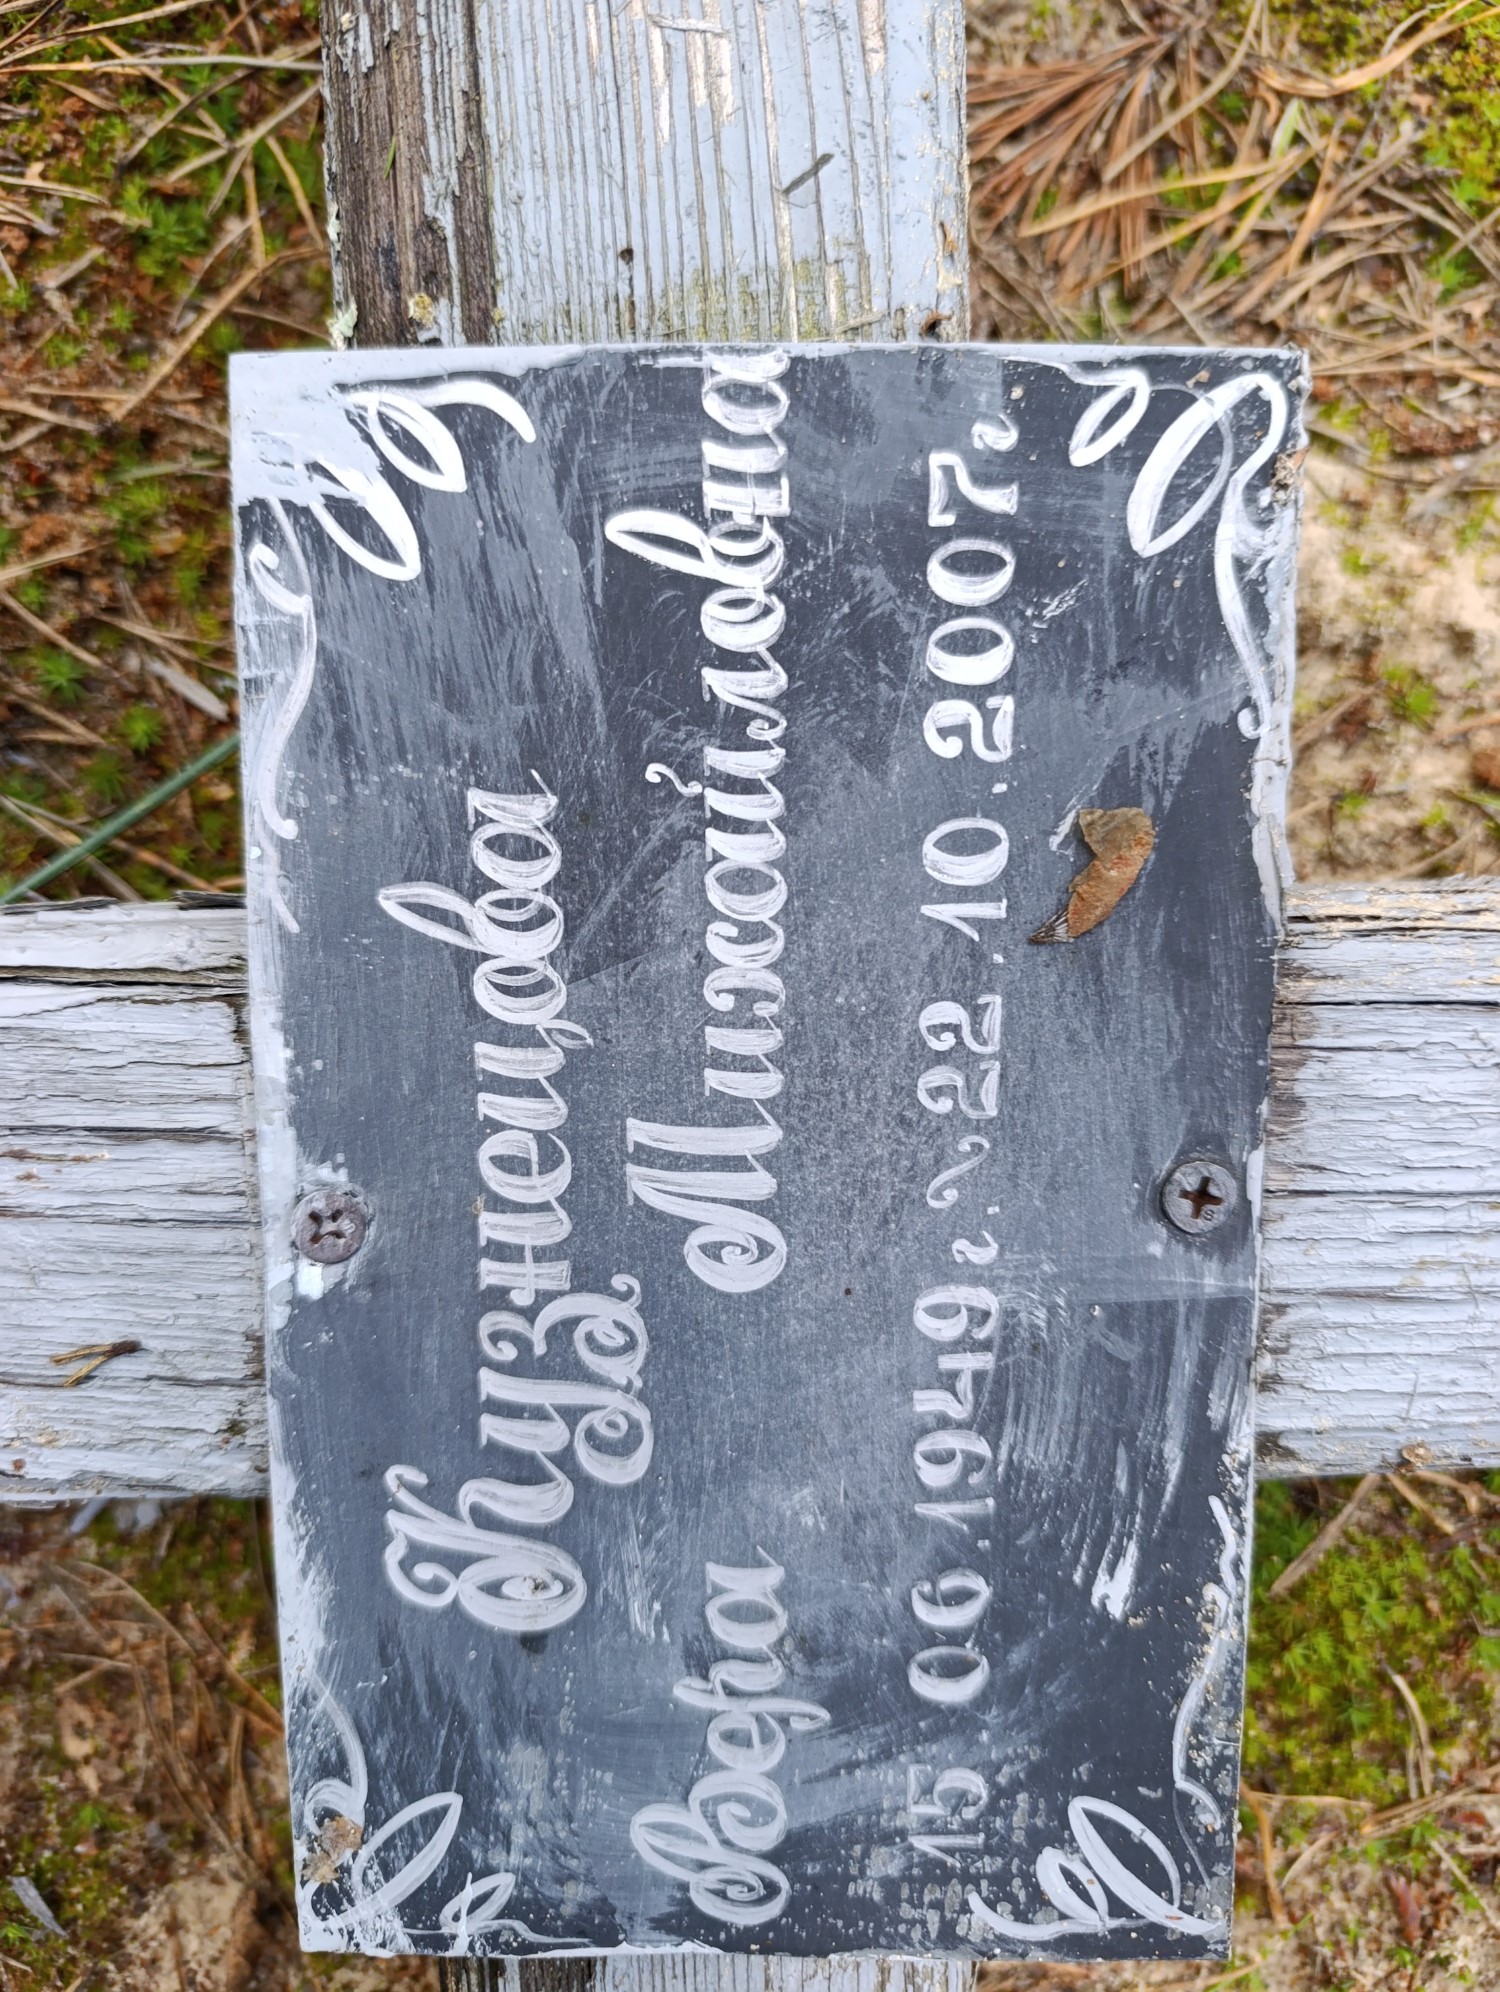 Кузнецова
Вера Михайловна
15 06 1949г. ~ 22.10.2007г